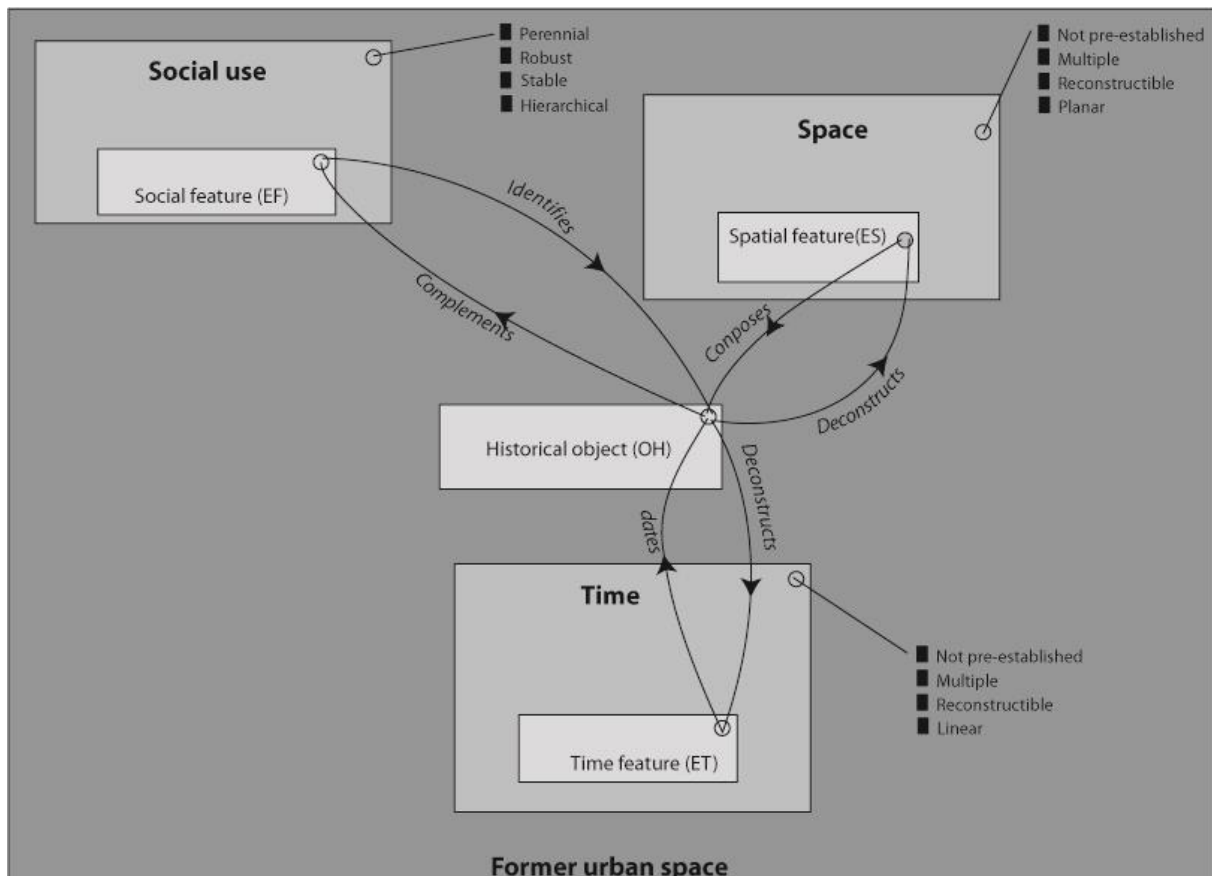 Social use
Perennial
Robust
Stable
Hierarchical
Social feature (EF)
Space
Not pre-established
Multiple
Reconstructible
Planar
Spatial feature(ES)
Identifies
Complements
Conposes
Deconstructs
Historical object (OH)
Deconstructs
dates
Time
Not pre-established
Multiple
Reconstructible
Linear
Time feature (ET)
Former urban space